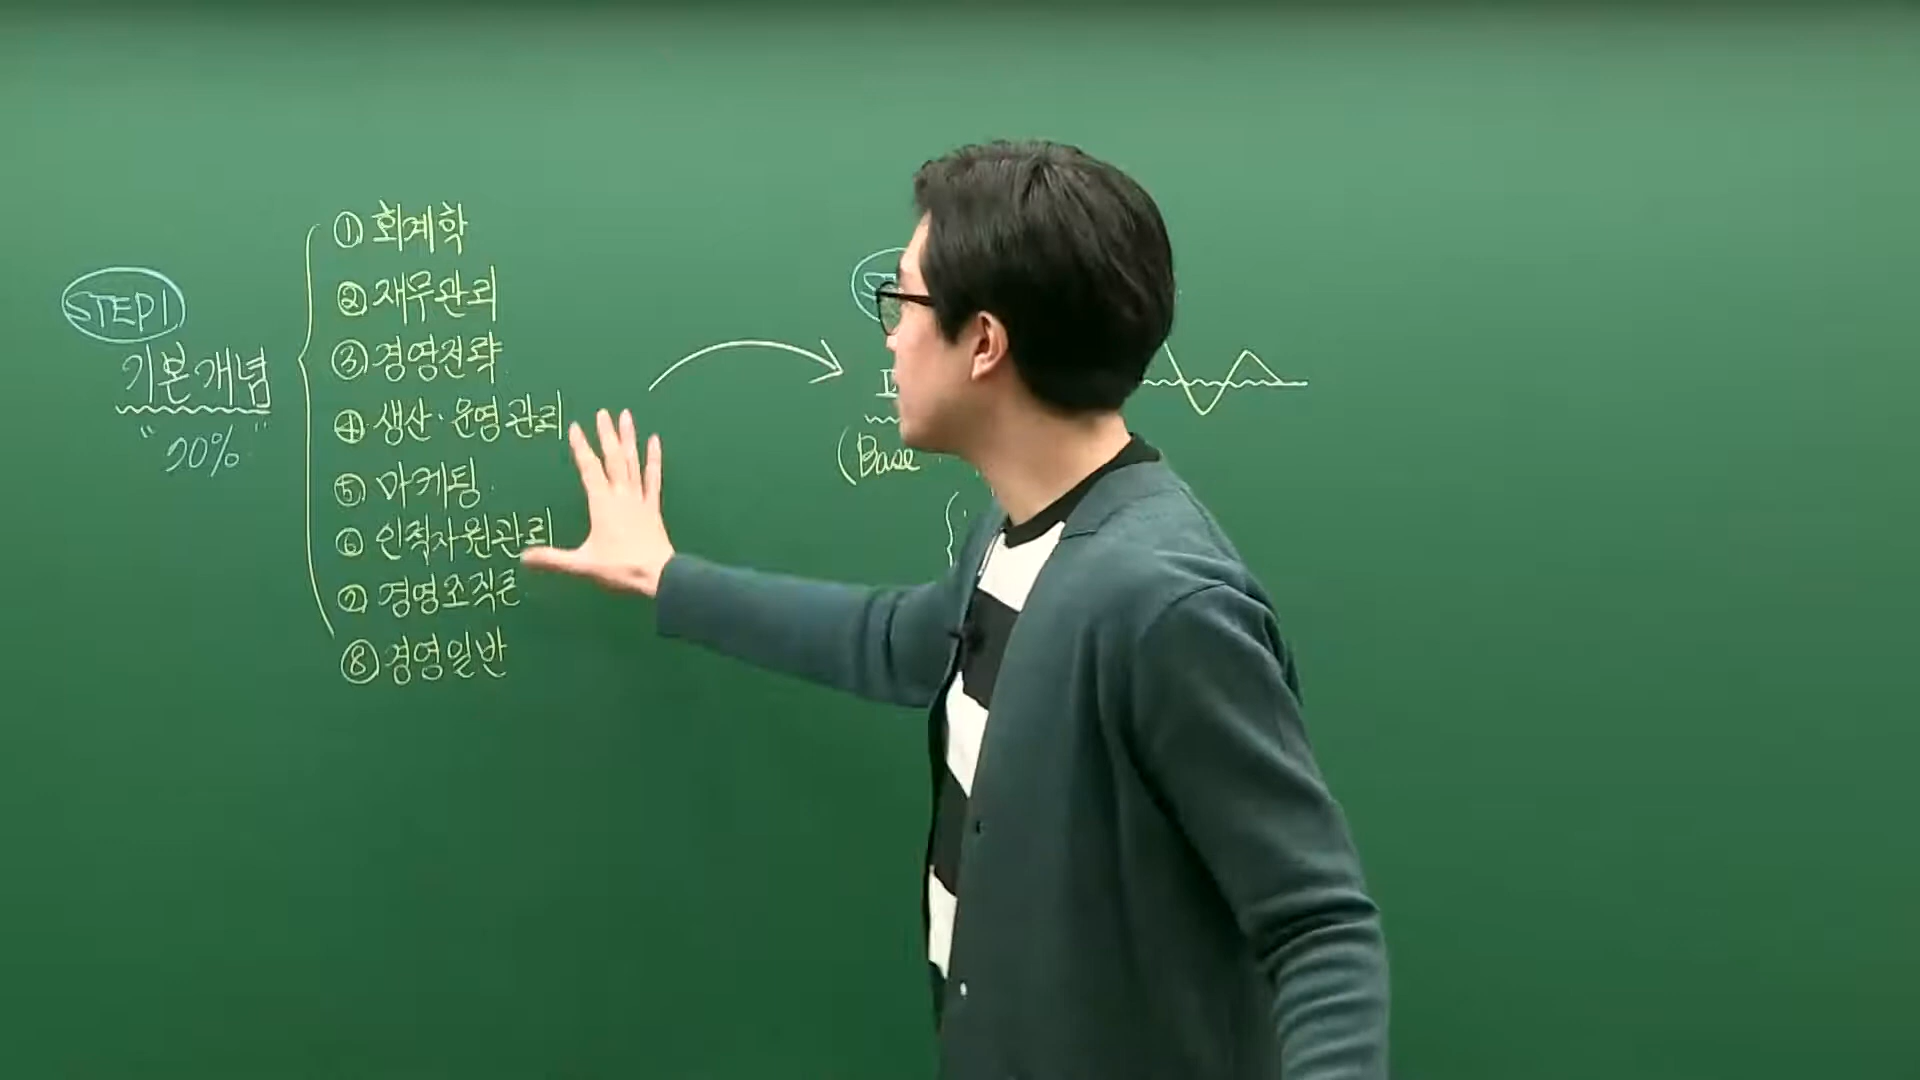 STEP1
기본개념
"70%"
① 회계학
② 재무관리
③ 경영전략
④ 생산·운영관리
⑤ 마케팅
⑥ 인적자원관리
⑦ 경영조직론
⑧ 경영일반
(Base